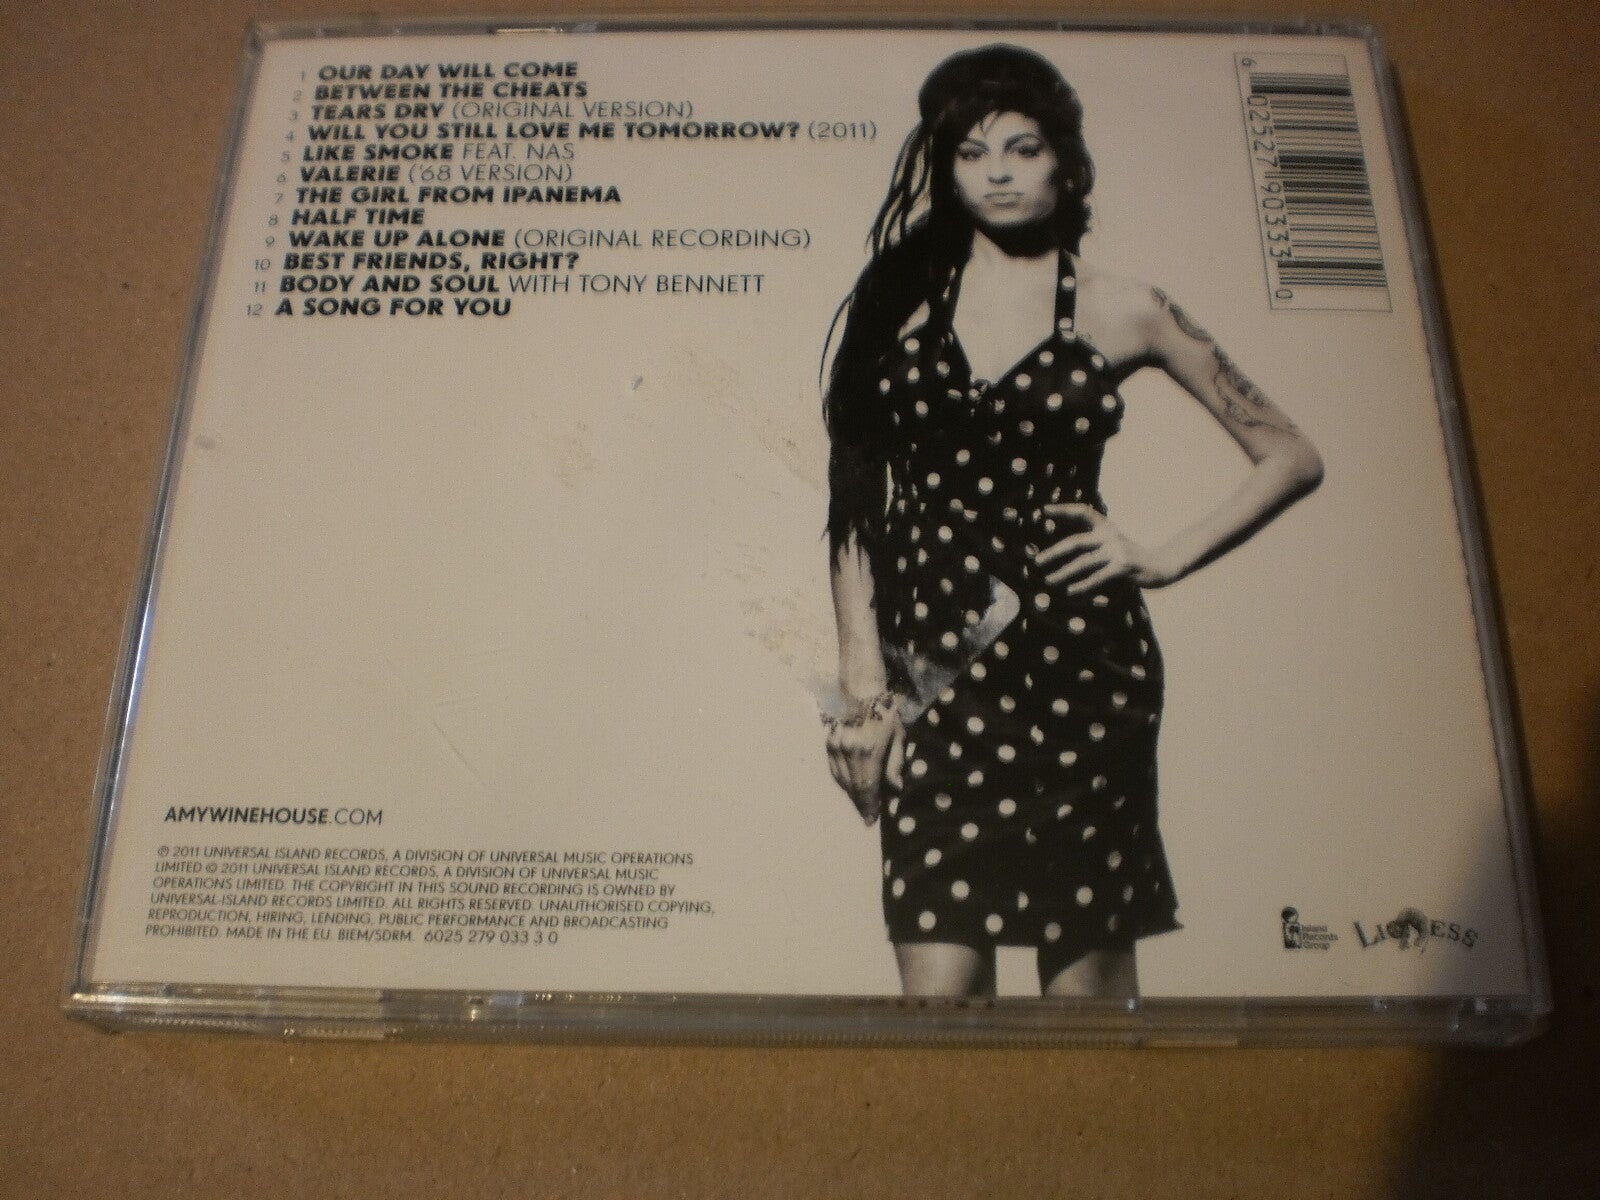 1 OUR DAY WILL COME
2 BETWEEN THE CHEATS
3 TEARS DRY (ORIGINAL VERSION)
4 WILL YOU STILL LOVE ME TOMORROW? (2011)
5 LIKE SMOKE FEAT. NAS
6 VALERIE ('68 VERSION)
7 THE GIRL FROM IPANEMA
8 HALF TIME
9 WAKE UP ALONE (ORIGINAL RECORDING)
10 BEST FRIENDS, RIGHT?
11 BODY AND SOUL WITH TONY BENNETT
12 A SONG FOR YOU
6 02527 90333 0
AMYWINEHOUSE.COM
℗ 2011 UNIVERSAL ISLAND RECORDS, A DIVISION OF UNIVERSAL MUSIC OPERATIONS
LIMITED © 2011 UNIVERSAL ISLAND RECORDS, A DIVISION OF UNIVERSAL MUSIC
OPERATIONS LIMITED. THE COPYRIGHT IN THIS SOUND RECORDING IS OWNED BY
UNIVERSAL-ISLAND RECORDS LIMITED. ALL RIGHTS RESERVED. UNAUTHORISED COPYING,
REPRODUCTION, HIRING, LENDING, PUBLIC PERFORMANCE AND BROADCASTING
PROHIBITED. MADE IN THE EU. BIEM/SDRM. 6025 279 033 3 0
Island
Records
Group
LIONESS